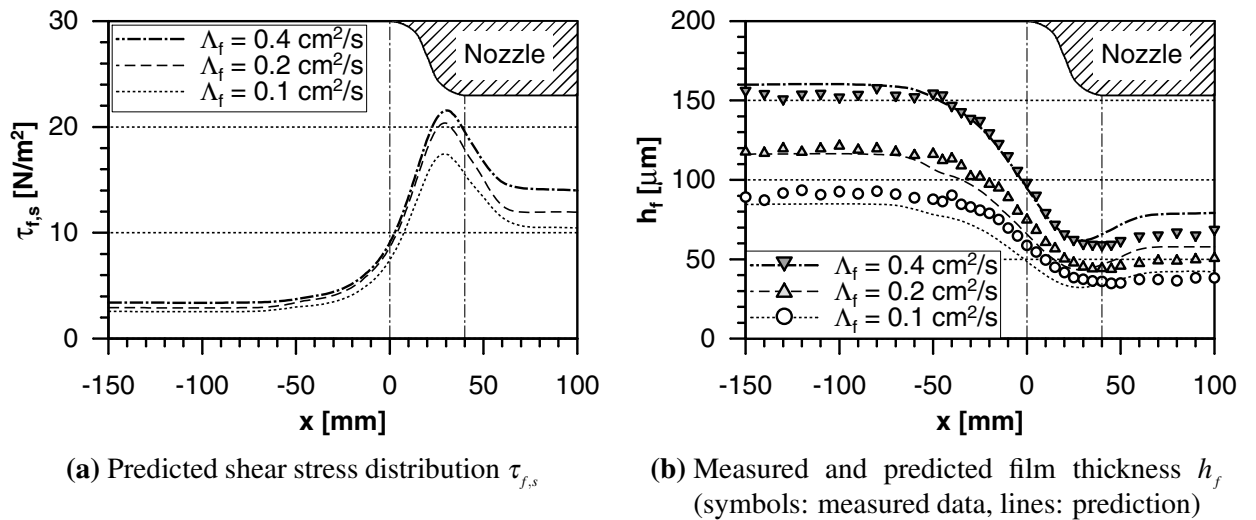 30
20
10
0
τf,s [N/m²]
Λf = 0.4 cm²/s
Λf = 0.2 cm²/s
Λf = 0.1 cm²/s
Nozzle
-150 -100 -50 0 50 100
x [mm]
(a) Predicted shear stress distribution τf,s
200
150
100
50
0
hf [μm]
Nozzle
Λf = 0.4 cm²/s
Λf = 0.2 cm²/s
Λf = 0.1 cm²/s
-150 -100 -50 0 50 100
x [mm]
(b) Measured and predicted film thickness hf
(symbols: measured data, lines: prediction)